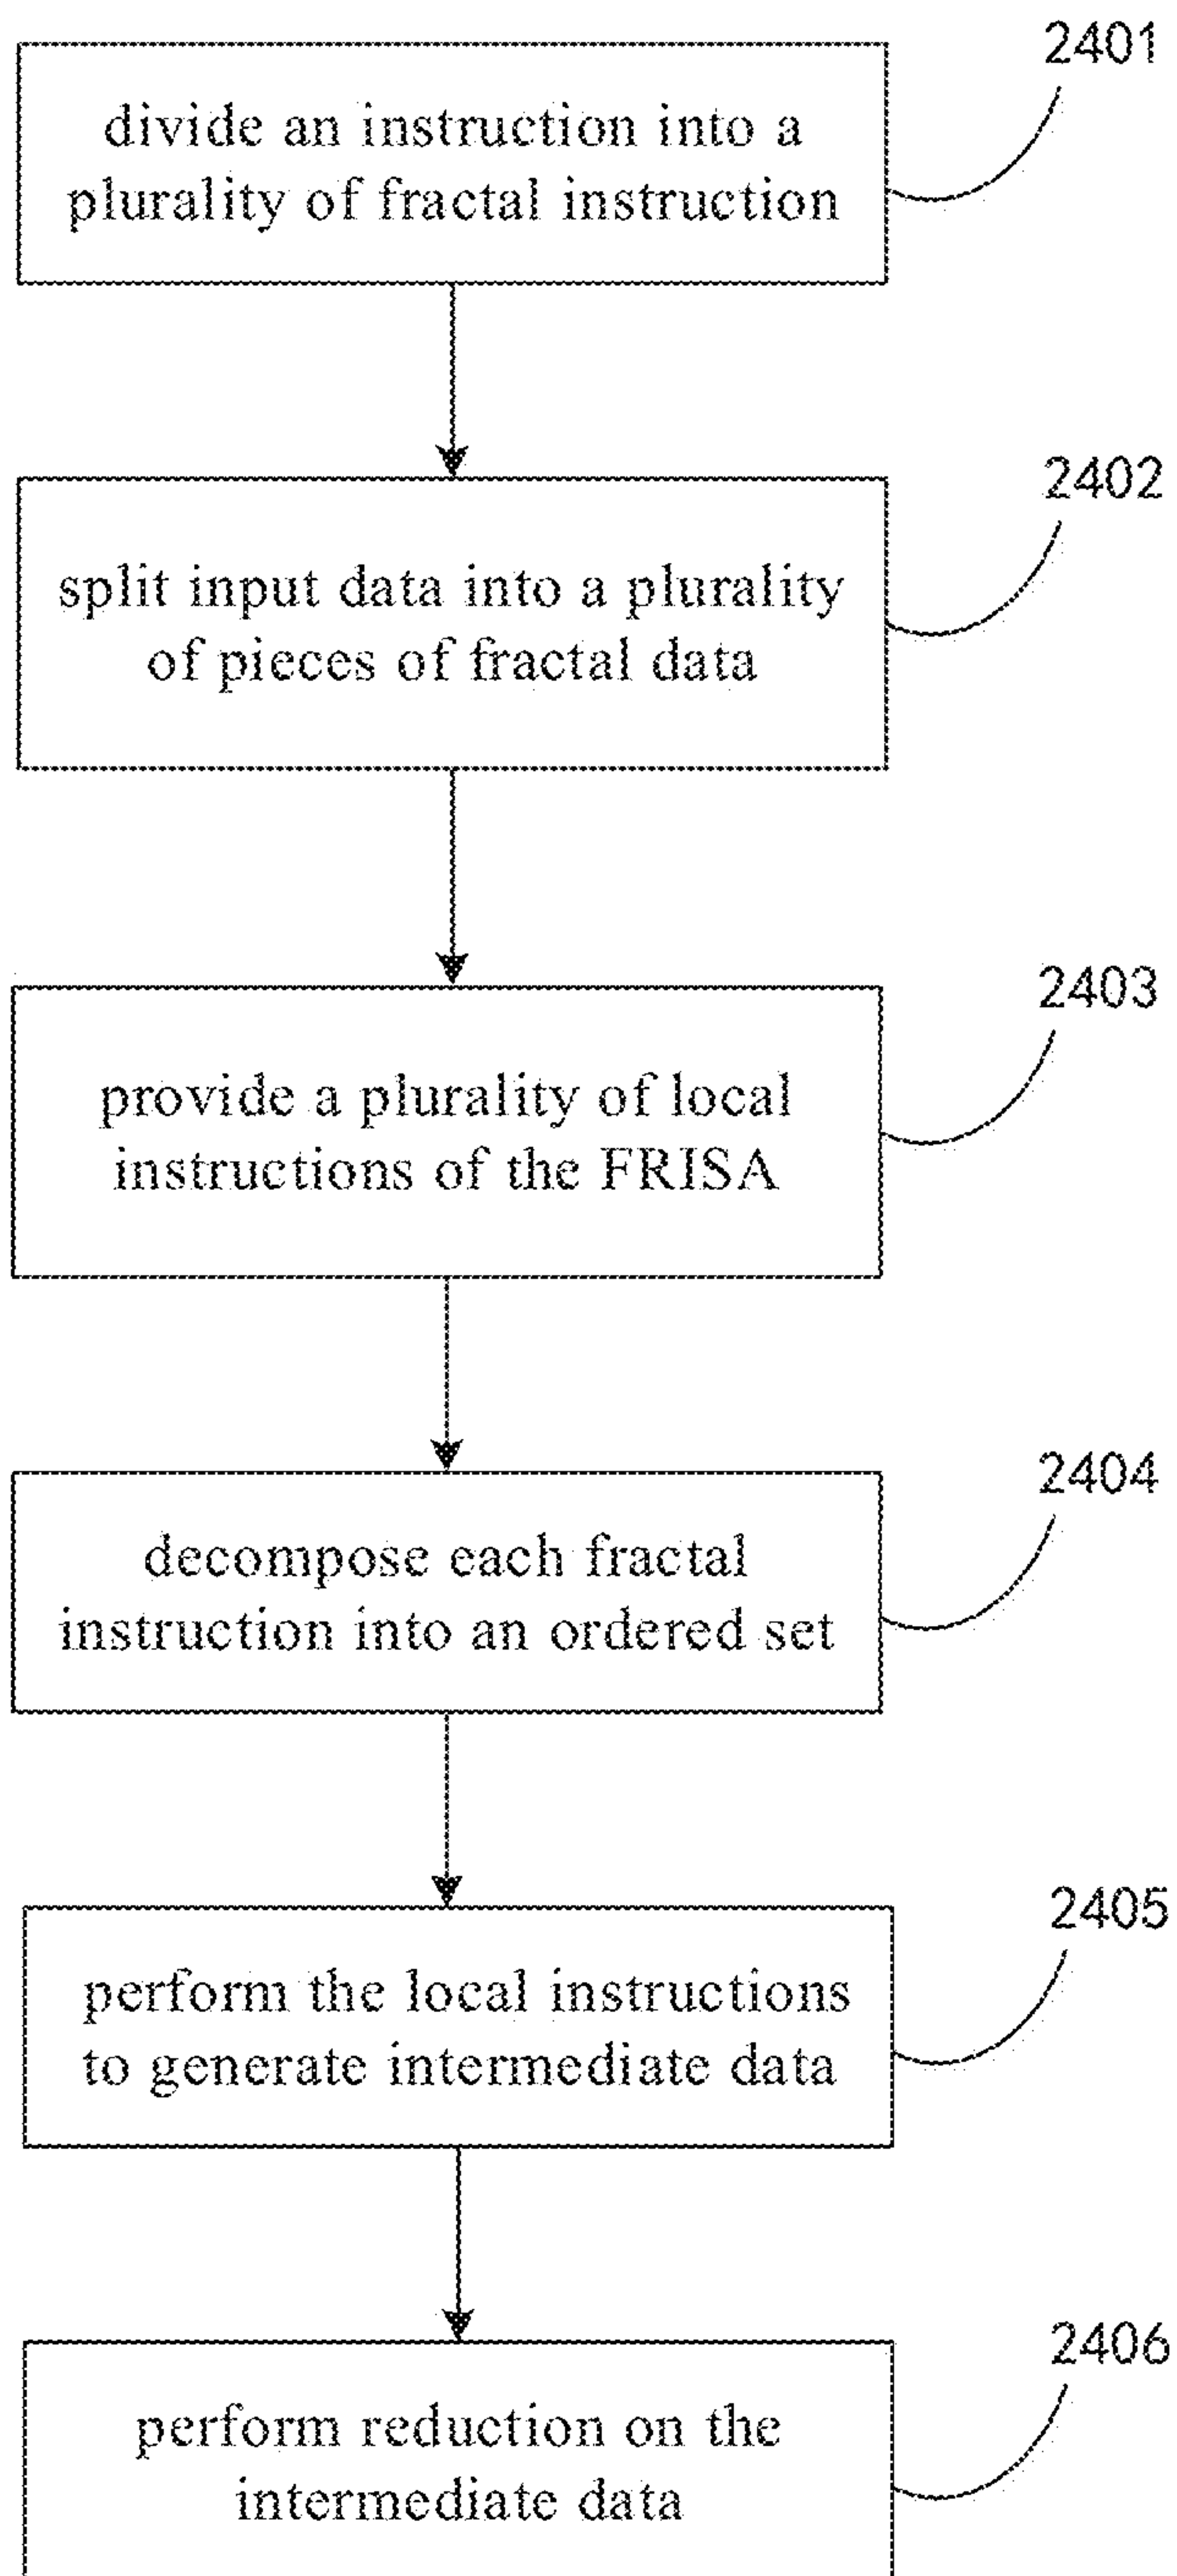 2401
divide an instruction into a
plurality of fractal instruction
2402
split input data into a plurality
of pieces of fractal data
2403
provide a plurality of local
instructions of the FRISA
2404
decompose each fractal
instruction into an ordered set
2405
perform the local instructions
to generate intermediate data
2406
perform reduction on the
intermediate data